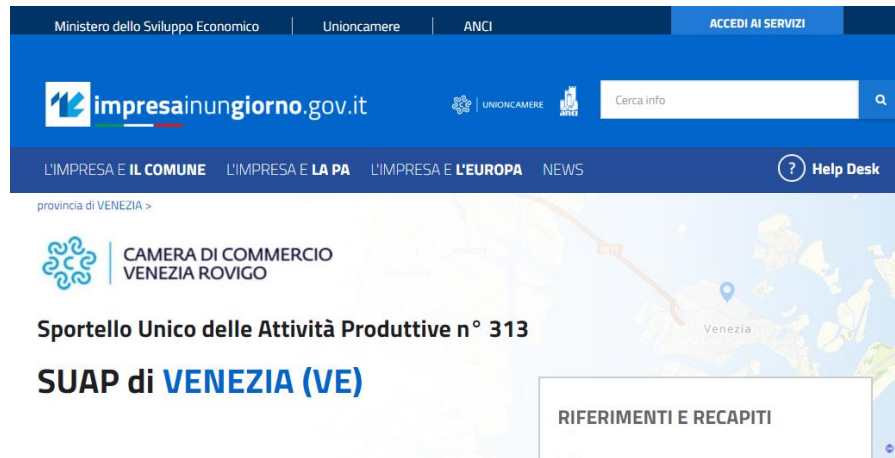 Ministero dello Sviluppo Economico | Unioncamere | ANCI ACCEDI AI SERVIZI
impresainungiorno.gov.it UNIONCAMERE anci Cerca info
L'IMPRESA E IL COMUNE L'IMPRESA E LA PA L'IMPRESA E L'EUROPA NEWS ? Help Desk
provincia di VENEZIA >
CAMERA DI COMMERCIO
VENEZIA ROVIGO
Sportello Unico delle Attività Produttive n° 313
Venezia
SUAP di VENEZIA (VE)
RIFERIMENTI E RECAPITI